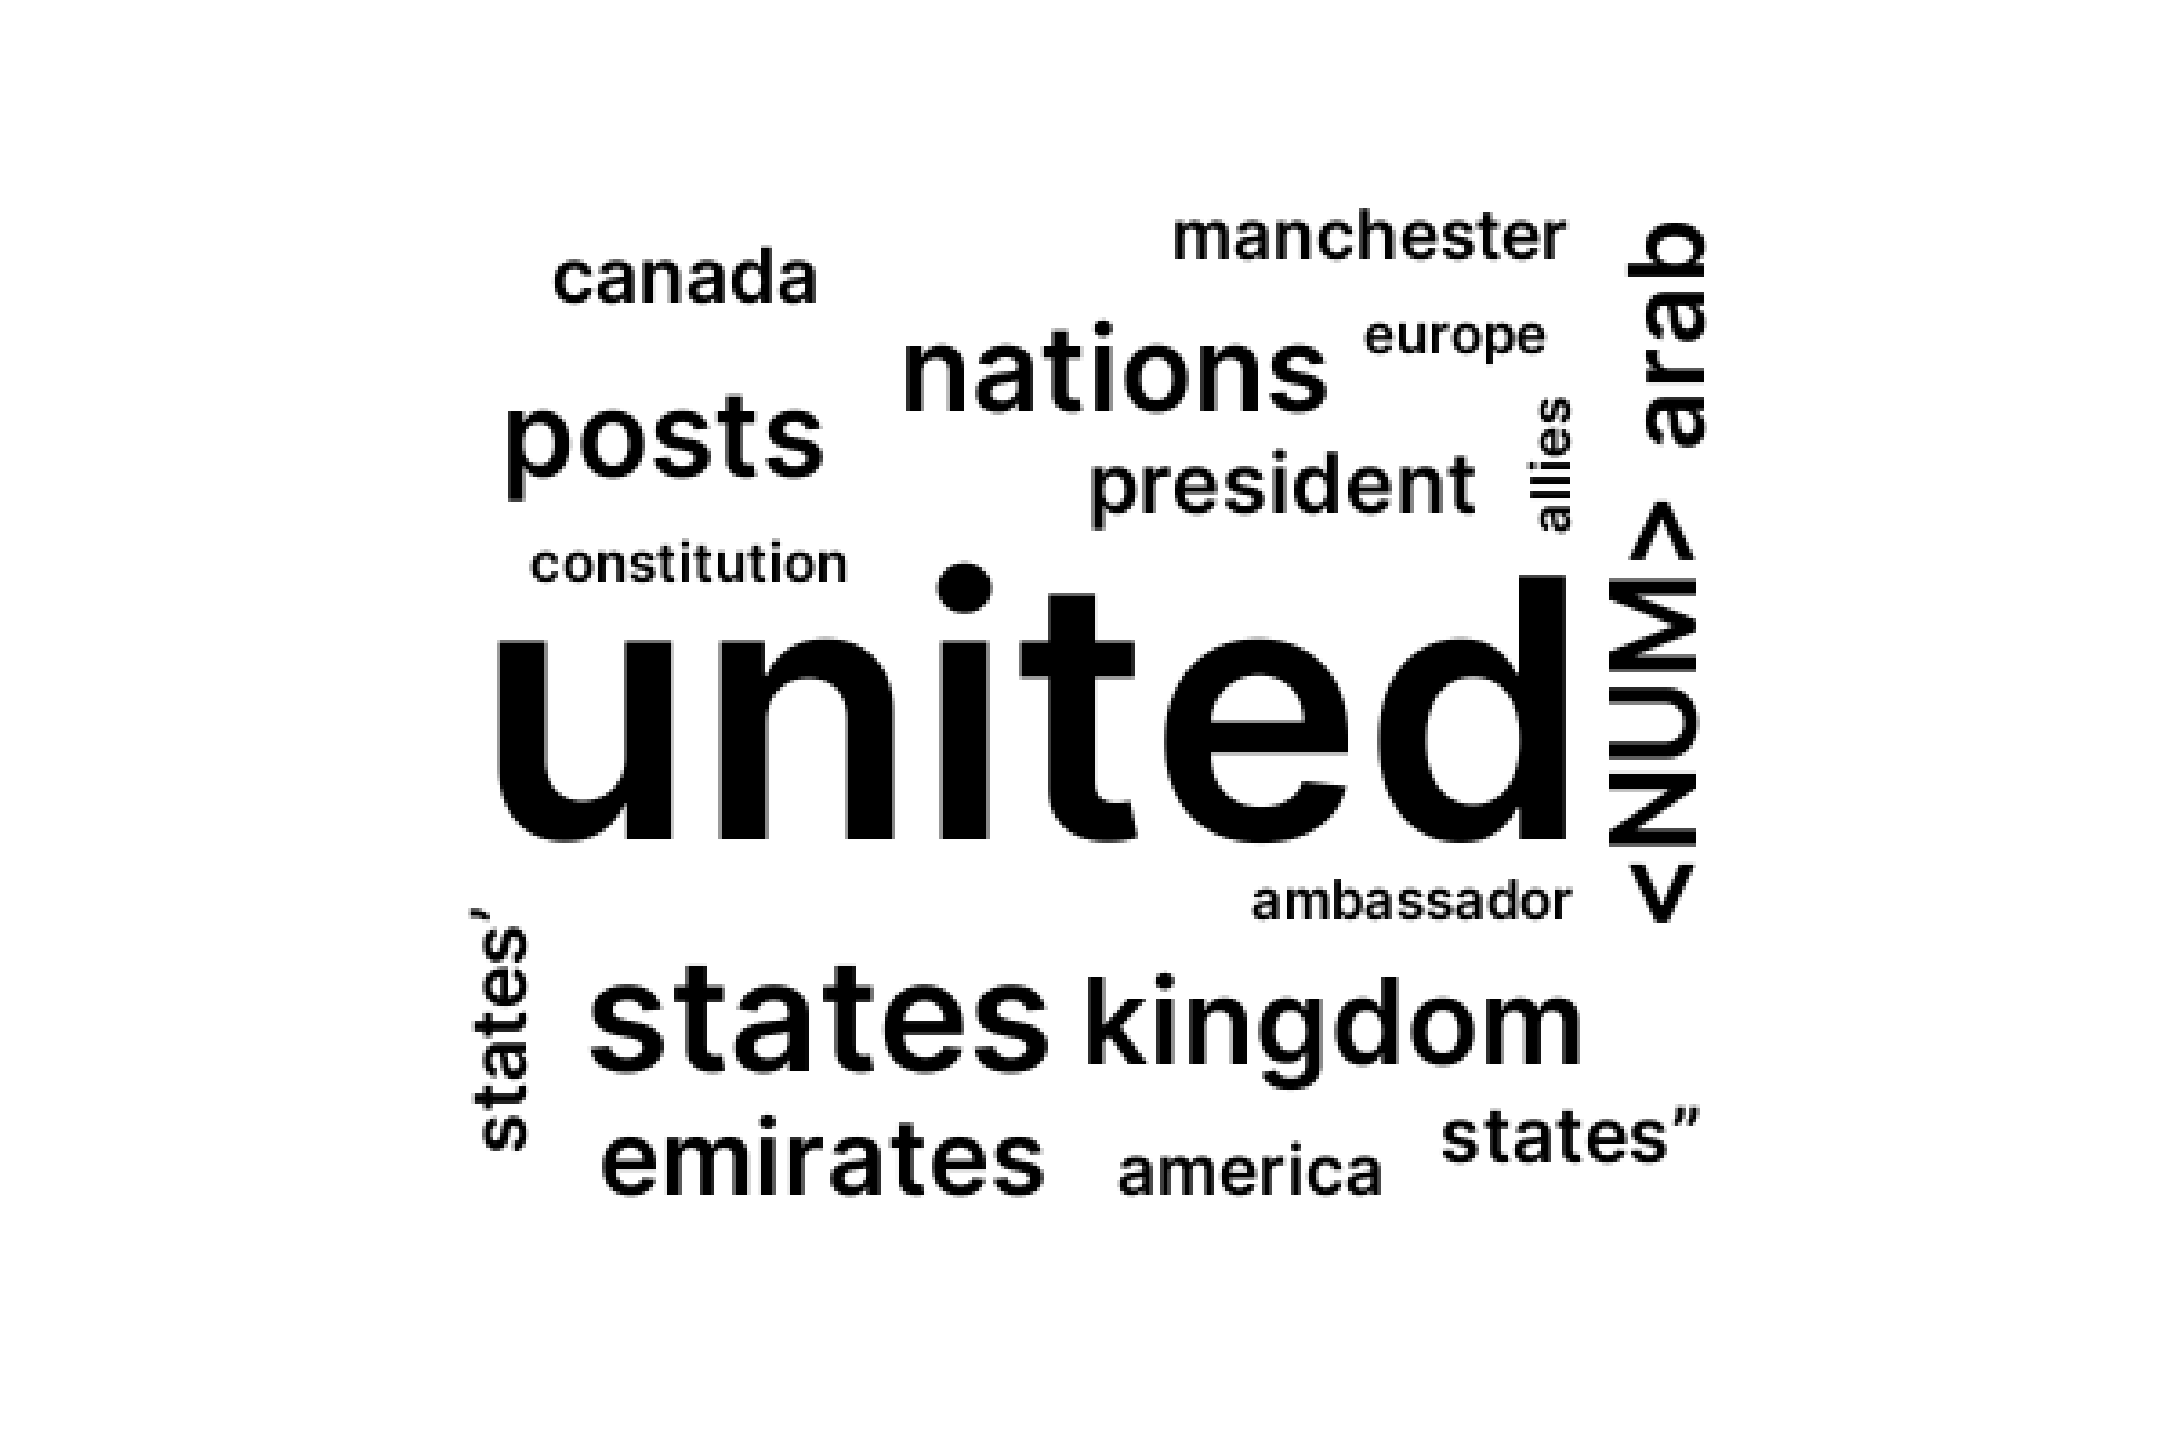 manchester
canada
arab
nations
europe
posts
allies
president
constitution
<NUM>
united
ambassador
states’
states
kingdom
emirates
america
states”